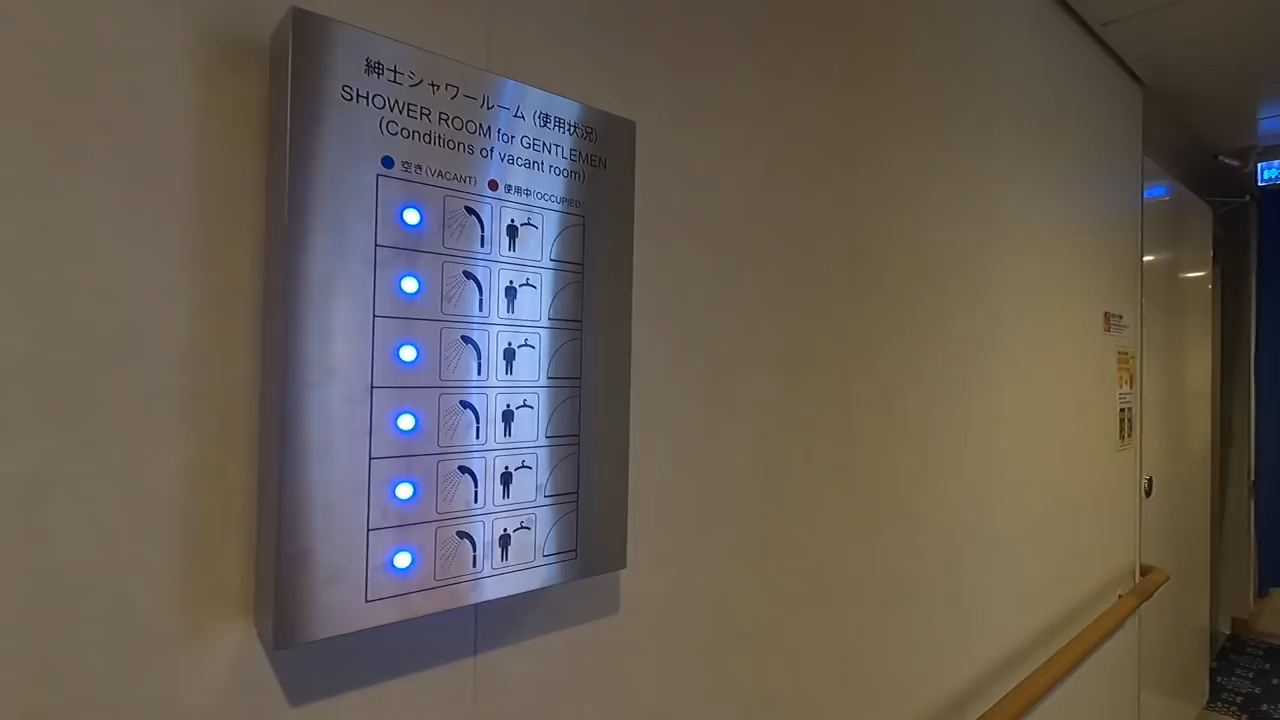 紳士シャワールーム (使用状況)
SHOWER ROOM for GENTLEMEN
(Conditions of vacant room)
空き(VACANT) 使用中(OCCUPIED